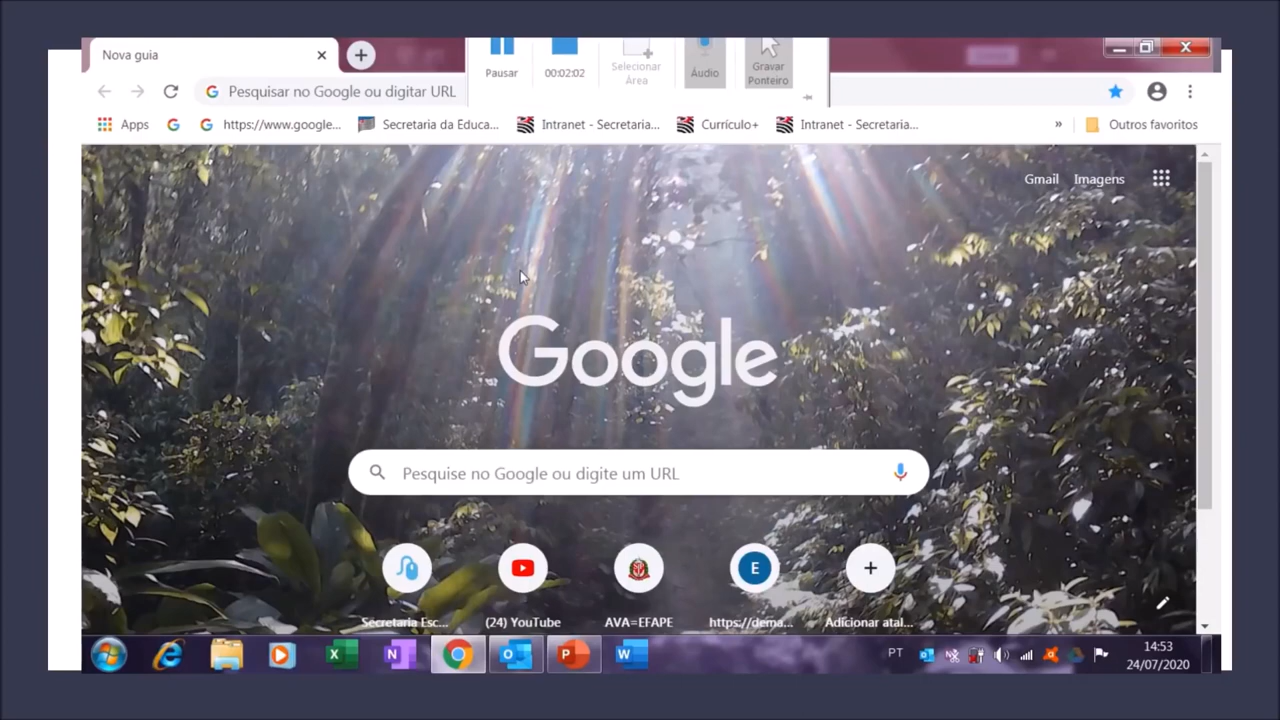 Nova guia
Pausar
00:02:02
Selecionar
Área
Áudio
Gravar
Ponteiro
Pesquisar no Google ou digitar URL
Apps
https://www.google...
Secretaria da Educa...
Intranet - Secretaria...
Currículo+
Intranet - Secretaria...
»
Outros favoritos
Gmail
Imagens
Google
Pesquise no Google ou digite um URL
E
Secretaria Esc...
(24) YouTube
AVA=EFAPE
https://dema...
Adicionar atal...
PT
14:53
24/07/2020